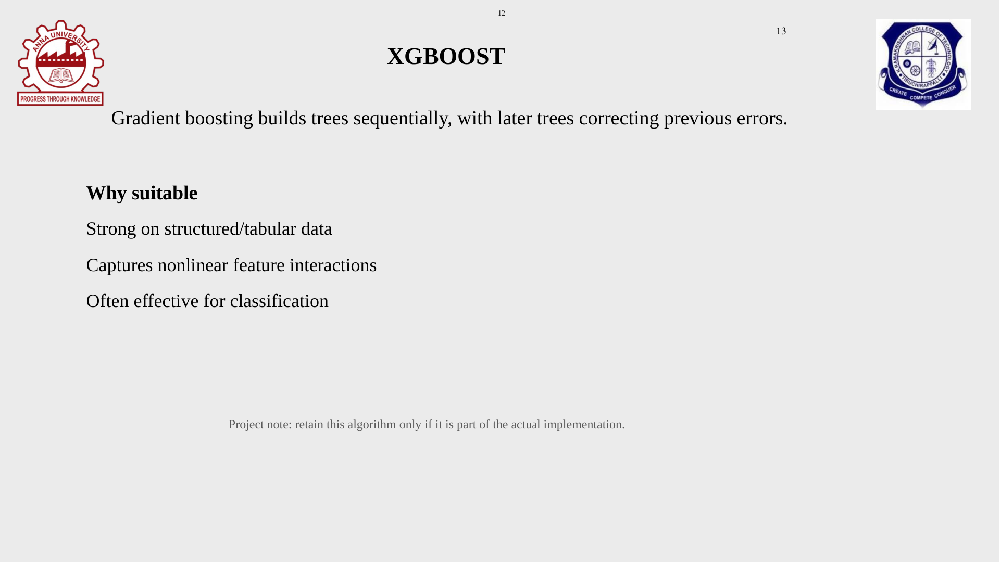 12
13
ANNA UNIVERSITY
PROGRESS THROUGH KNOWLEDGE
XGBOOST
K.RAMAKRISHNAN COLLEGE OF TECHNOLOGY
TIRUCHIRAPPALLI
CREATE COMPETE CONQUER
Gradient boosting builds trees sequentially, with later trees correcting previous errors.
Why suitable
Strong on structured/tabular data
Captures nonlinear feature interactions
Often effective for classification
Project note: retain this algorithm only if it is part of the actual implementation.